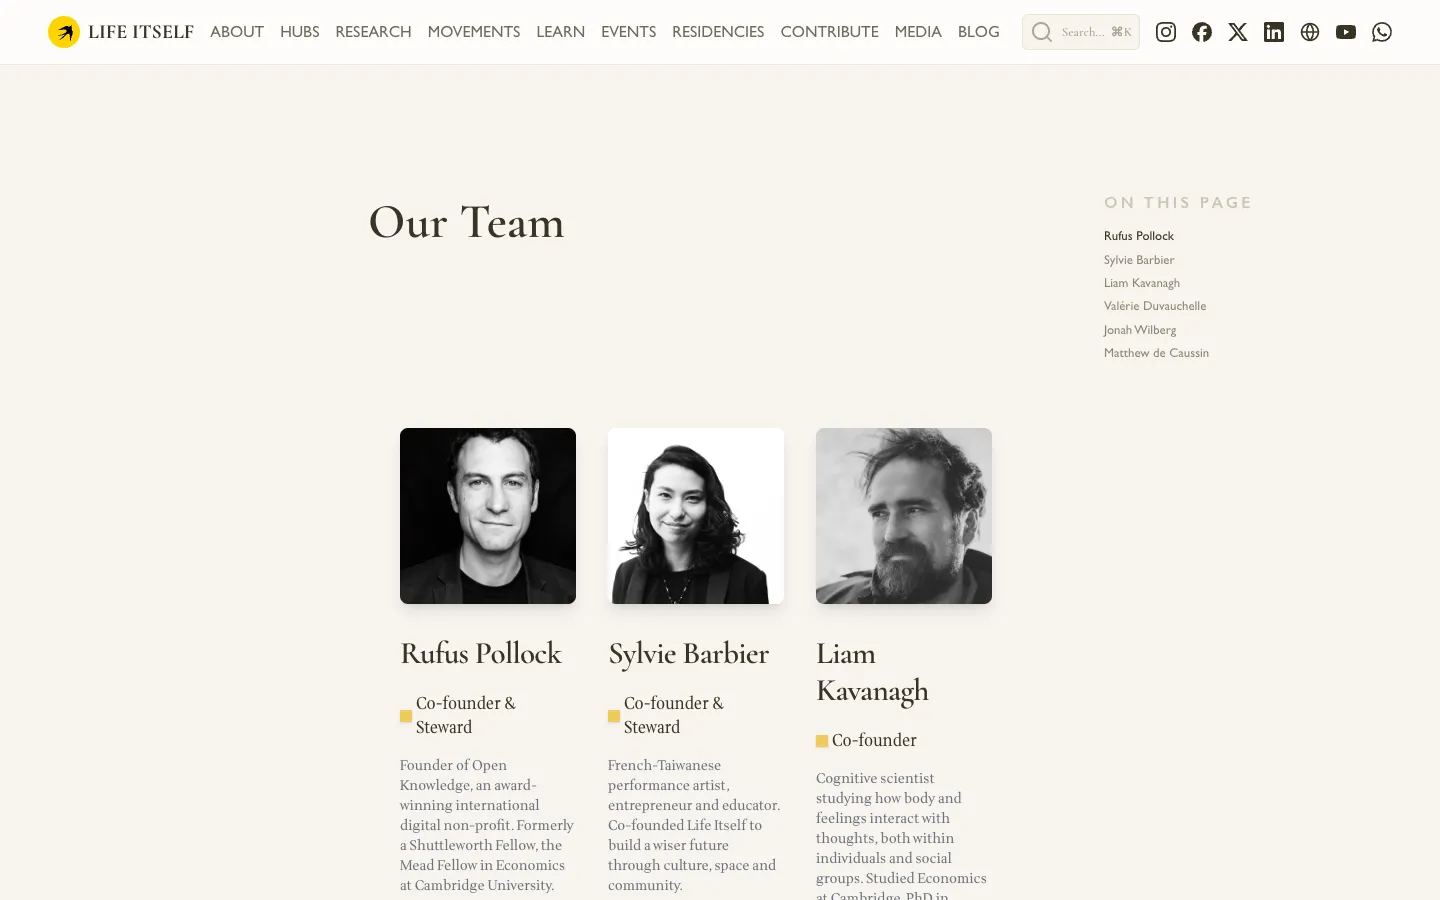 LIFE ITSELF ABOUT HUBS RESEARCH MOVEMENTS LEARN EVENTS RESIDENCIES CONTRIBUTE MEDIA BLOG Search... ⌘K
Our Team
ON THIS PAGE
Rufus Pollock
Sylvie Barbier
Liam Kavanagh
Valérie Duvauchelle
Jonah Wilberg
Matthew de Caussin
Rufus Pollock
Co-founder &
Steward
Founder of Open
Knowledge, an award-
winning international
digital non-profit. Formerly
a Shuttleworth Fellow, the
Mead Fellow in Economics
at Cambridge University.
Sylvie Barbier
Co-founder &
Steward
French-Taiwanese
performance artist,
entrepreneur and educator.
Co-founded Life Itself to
build a wiser future
through culture, space and
community.
Liam
Kavanagh
Co-founder
Cognitive scientist
studying how body and
feelings interact with
thoughts, both within
individuals and social
groups. Studied Economics
at Cambridge, PhD in